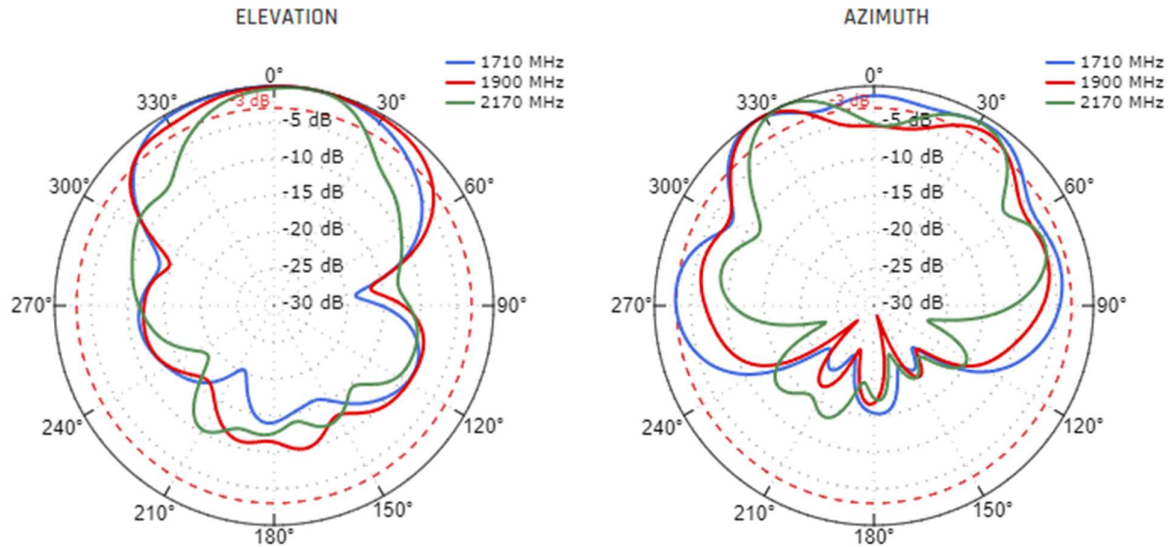 ELEVATION
1710 MHz
1900 MHz
2170 MHz
0°
30°
60°
90°
120°
150°
180°
210°
240°
270°
300°
330°
-3 dB
-5 dB
-10 dB
-15 dB
-20 dB
-25 dB
-30 dB
AZIMUTH
1710 MHz
1900 MHz
2170 MHz
0°
30°
60°
90°
120°
150°
180°
210°
240°
270°
300°
330°
-3 dB
-5 dB
-10 dB
-15 dB
-20 dB
-25 dB
-30 dB